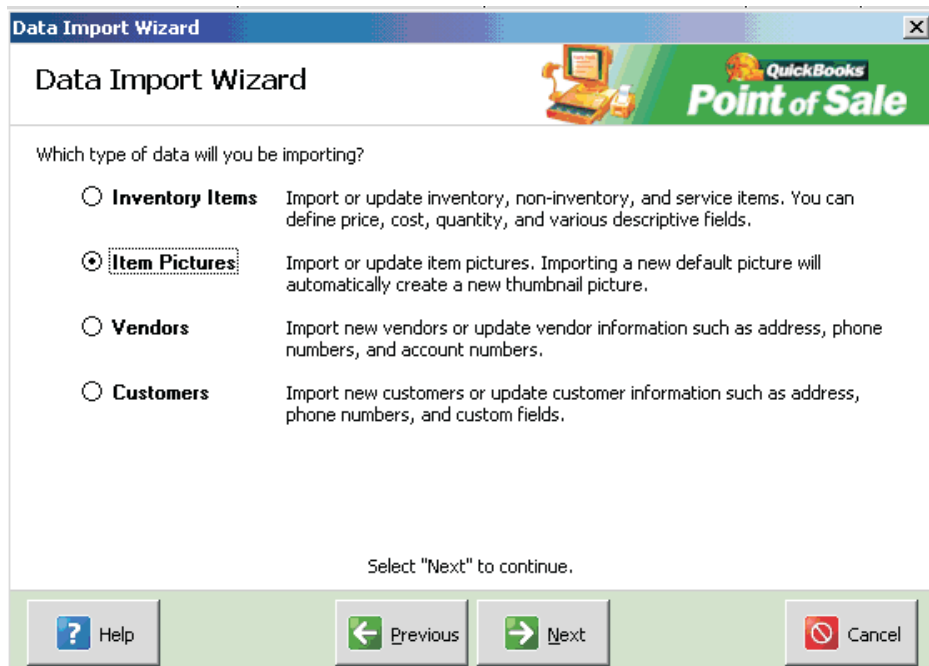 Data Import Wizard
Data Import Wizard
QuickBooks
Point of Sale
Which type of data will you be importing?
Inventory Items
Import or update inventory, non-inventory, and service items. You can
define price, cost, quantity, and various descriptive fields.
Item Pictures
Import or update item pictures. Importing a new default picture will
automatically create a new thumbnail picture.
Vendors
Import new vendors or update vendor information such as address, phone
numbers, and account numbers.
Customers
Import new customers or update customer information such as address,
phone numbers, and custom fields.
Select "Next" to continue.
? Help
Previous
Next
Cancel